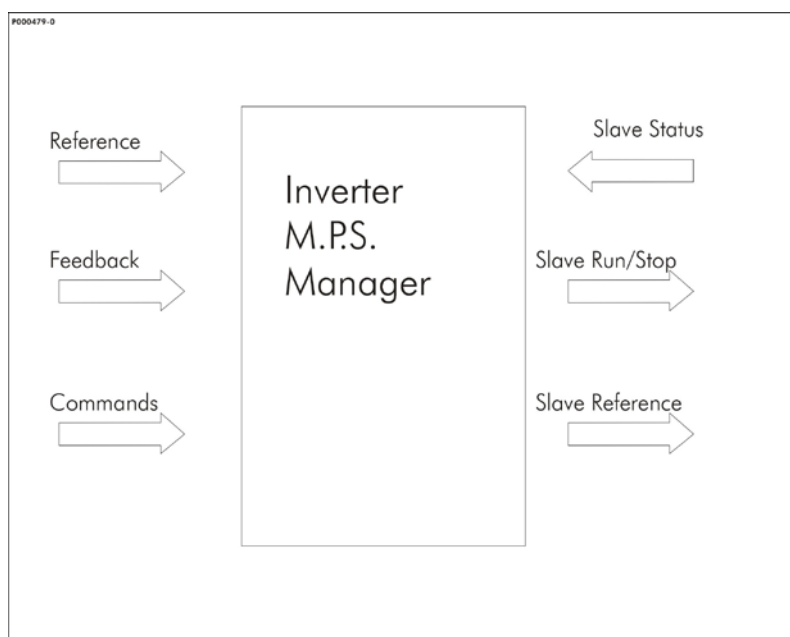 P000479-0
Reference
Slave Status
Inverter
M.P.S.
Manager
Feedback
Slave Run/Stop
Commands
Slave Reference